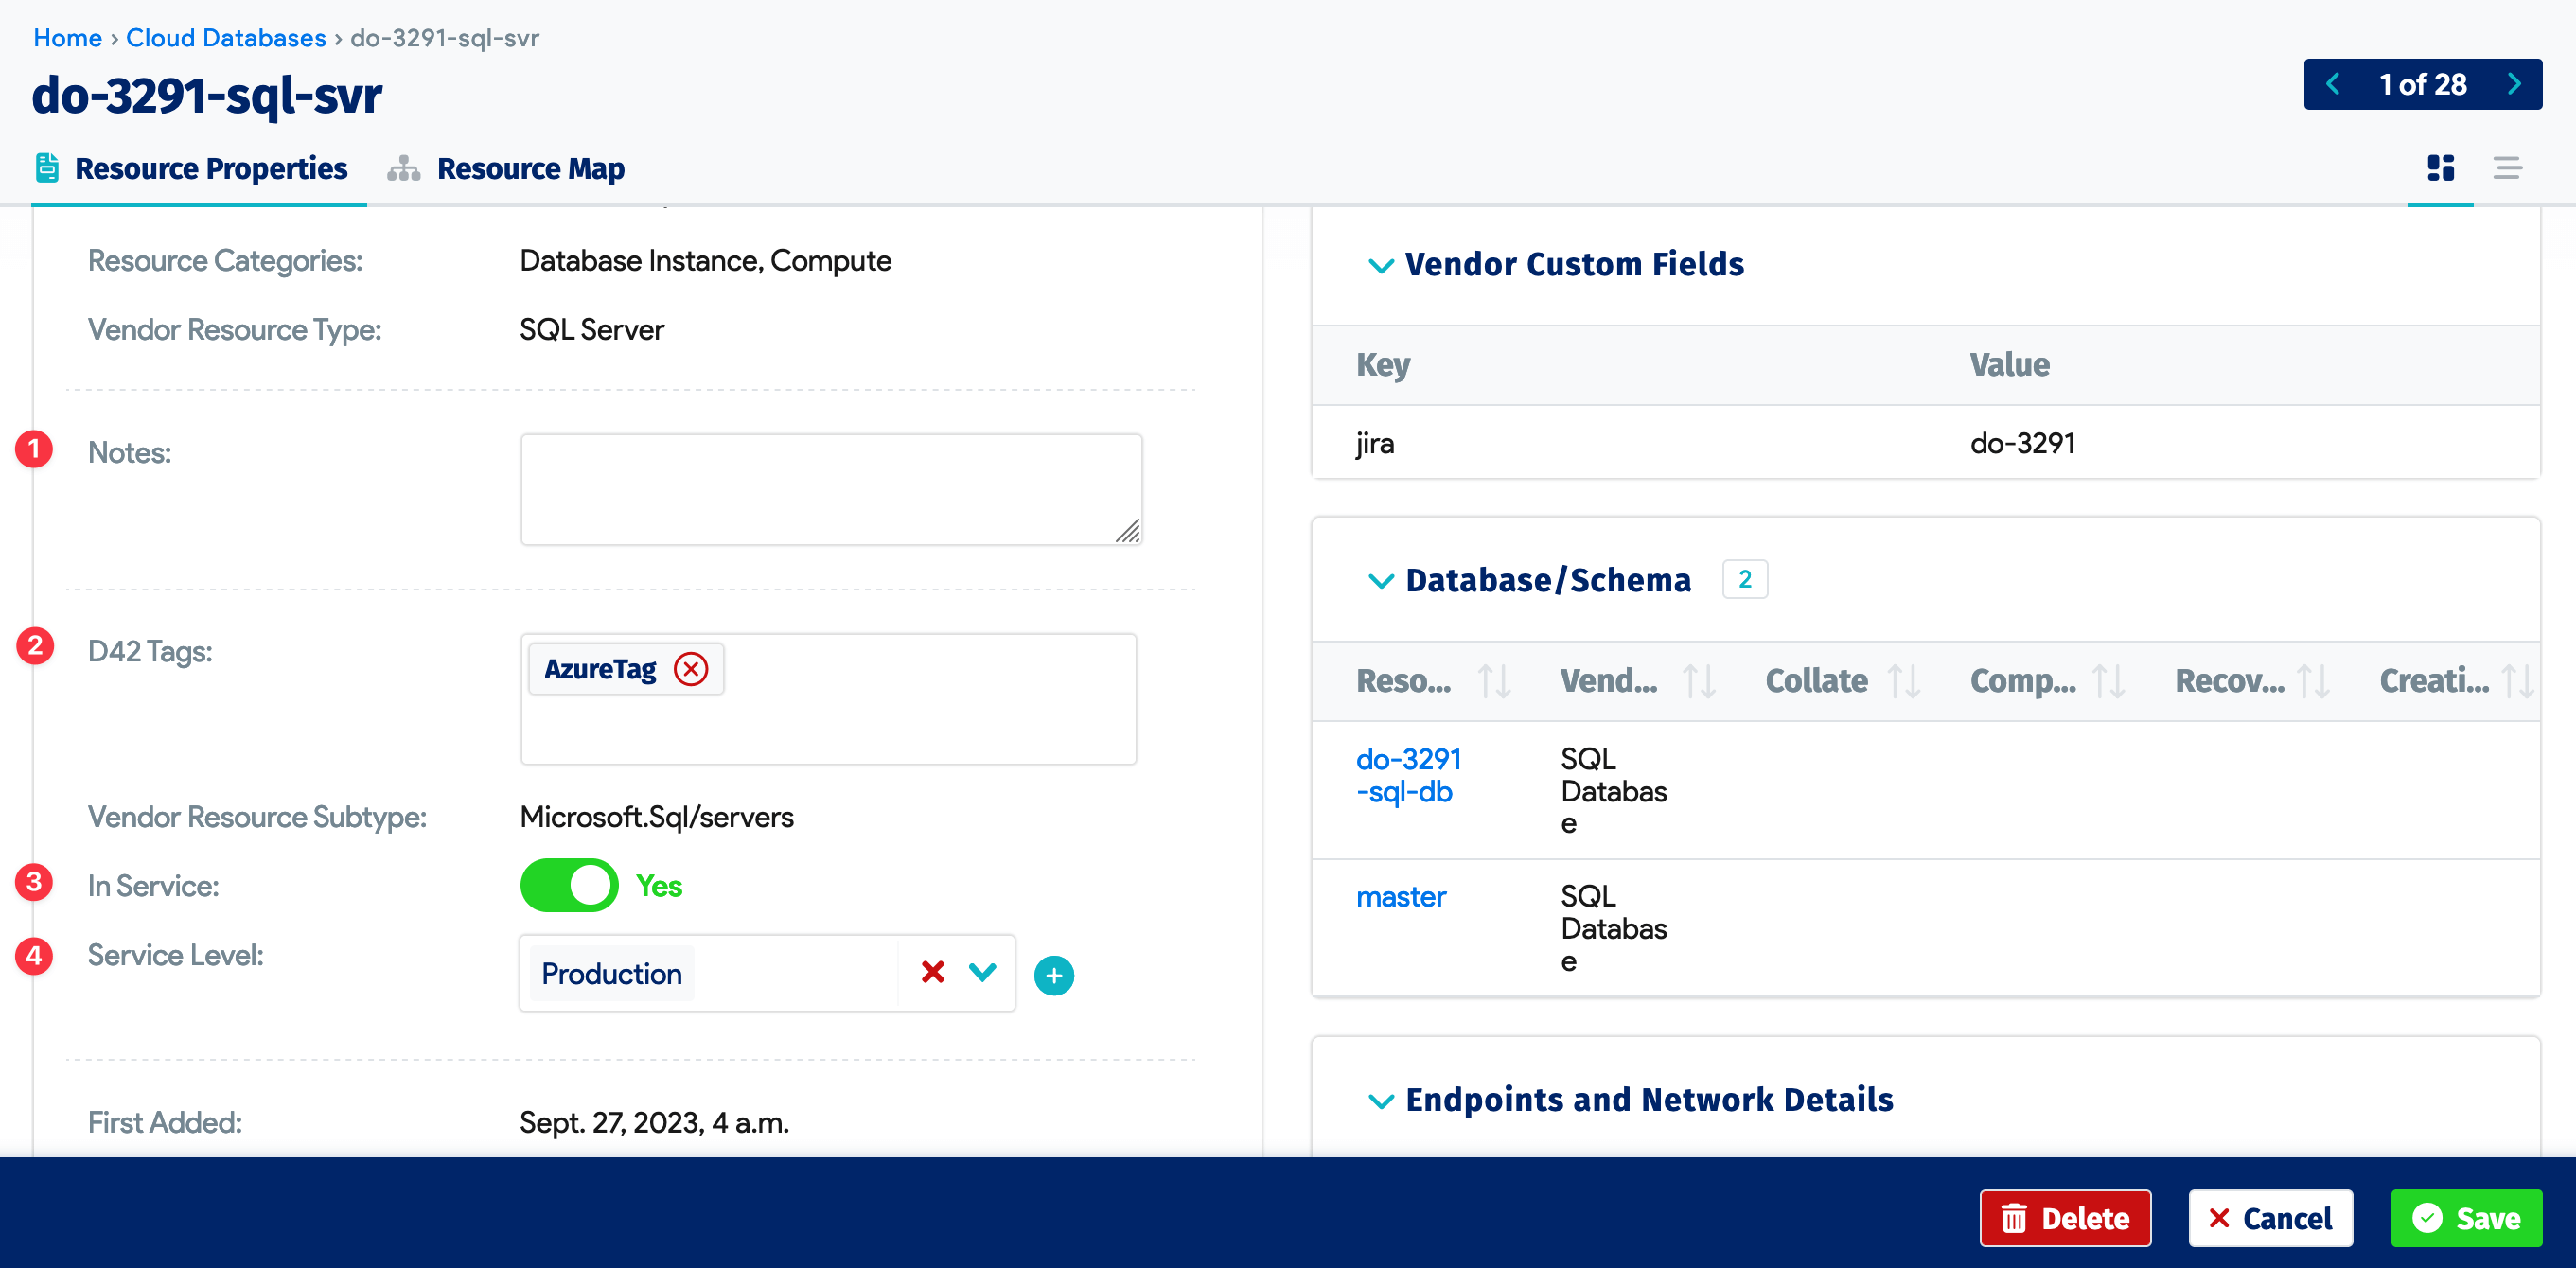 Home › Cloud Databases › do-3291-sql-svr
do-3291-sql-svr
1 of 28
Resource Properties
Resource Map
Resource Categories: Database Instance, Compute
Vendor Resource Type: SQL Server
1 Notes:
2 D42 Tags: AzureTag
Vendor Resource Subtype: Microsoft.Sql/servers
3 In Service: Yes
4 Service Level: Production
First Added: Sept. 27, 2023, 4 a.m.
Vendor Custom Fields
Key Value
jira do-3291
Database/Schema 2
Reso... Vend... Collate Comp... Recov... Creati...
do-3291
-sql-db
SQL
Databas
e
master
SQL
Databas
e
Endpoints and Network Details
Delete Cancel Save